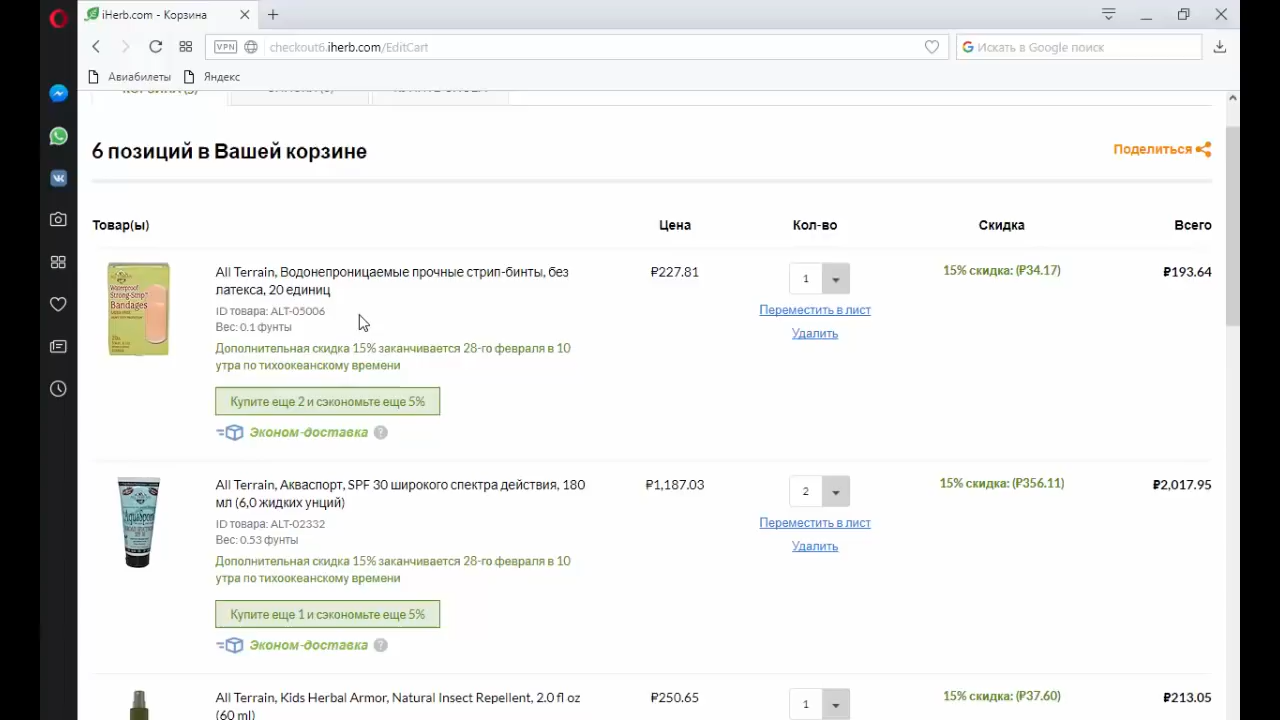 iHerb.com - Корзина
VPN
checkout6.iherb.com/EditCart
Искать в Google поиск
Авиабилеты
Яндекс
6 позиций в Вашей корзине
Поделиться
Товар(ы)
Цена
Кол-во
Скидка
Всего
All Terrain, Водонепроницаемые прочные стрип-бинты, без
латекса, 20 единиц
₽227.81
1
15% скидка: (₽34.17)
₽193.64
ID товара: ALT-05006
Вес: 0.1 фунты
Переместить в лист
Удалить
Дополнительная скидка 15% заканчивается 28-го февраля в 10
утра по тихоокеанскому времени
Купите еще 2 и сэкономьте еще 5%
Эконом-доставка ?
Waterproof
Strong-Strip
Bandages
All Terrain, Акваспорт, SPF 30 широкого спектра действия, 180
мл (6,0 жидких унций)
₽1,187.03
2
15% скидка: (₽356.11)
₽2,017.95
ID товара: ALT-02332
Вес: 0.53 фунты
Переместить в лист
Удалить
Дополнительная скидка 15% заканчивается 28-го февраля в 10
утра по тихоокеанскому времени
Купите еще 1 и сэкономьте еще 5%
Эконом-доставка ?
All Terrain, Kids Herbal Armor, Natural Insect Repellent, 2.0 fl oz
(60 ml)
₽250.65
1
15% скидка: (₽37.60)
₽213.05